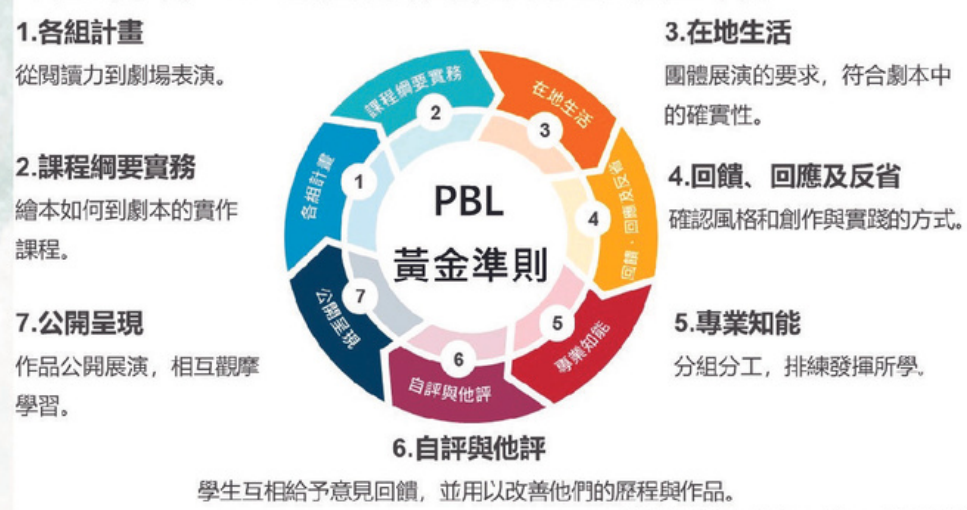 1.各組計畫
從閱讀力到劇場表演。
2.課程綱要實務
繪本如何到劇本的實作
課程。
7.公開呈現
作品公開展演，相互觀摩
學習。
課程綱要實務
2
在地生活
3
各組計畫
1
PBL
黃金準則
4
回饋．回應及反省
7
公開呈現
5
專業知能
6
自評與他評
3.在地生活
團體展演的要求，符合劇本中
的確實性。
4.回饋、回應及反省
確認風格和創作與實踐的方式。
5.專業知能
分組分工，排練發揮所學。
6.自評與他評
學生互相給予意見回饋，並用以改善他們的歷程與作品。